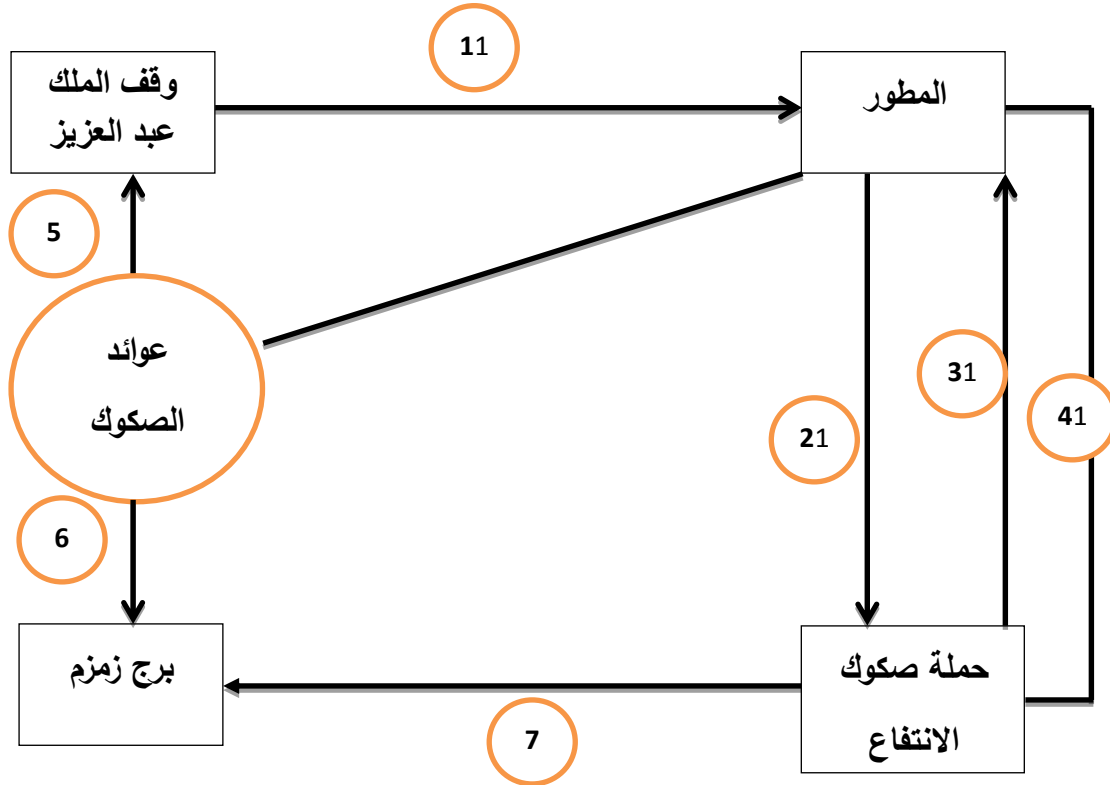 11
وقف الملك
عبد العزيز
المطور
5
عوائد
الصكوك
31
41
21
6
برج زمزم
حملة صكوك
الانتفاع
7